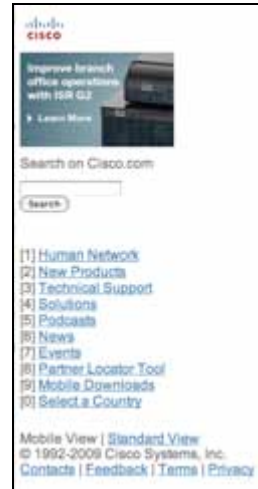 CISCO
Improve branch
office operations
with ISR G2
Learn More
Search on Cisco.com
Search
[1] Human Network
[2] New Products
[3] Technical Support
[4] Solutions
[5] Podcasts
[6] News
[7] Events
[8] Partner Locator Tool
[9] Mobile Downloads
[0] Select a Country
Mobile View | Standard View
© 1992-2009 Cisco Systems, Inc.
Contacts | Feedback | Terms | Privacy